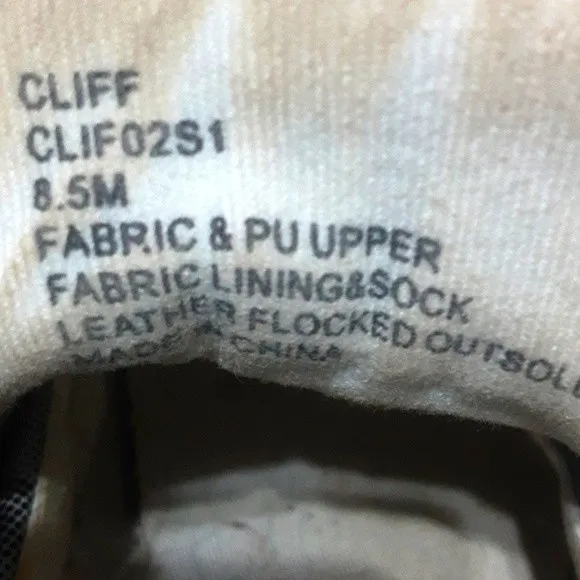 CLIFF
CLIF02S1
8.5M
FABRIC & PU UPPER
FABRIC LINING&SOCK
LEATHER FLOCKED OUTSOLE
MADE IN CHINA